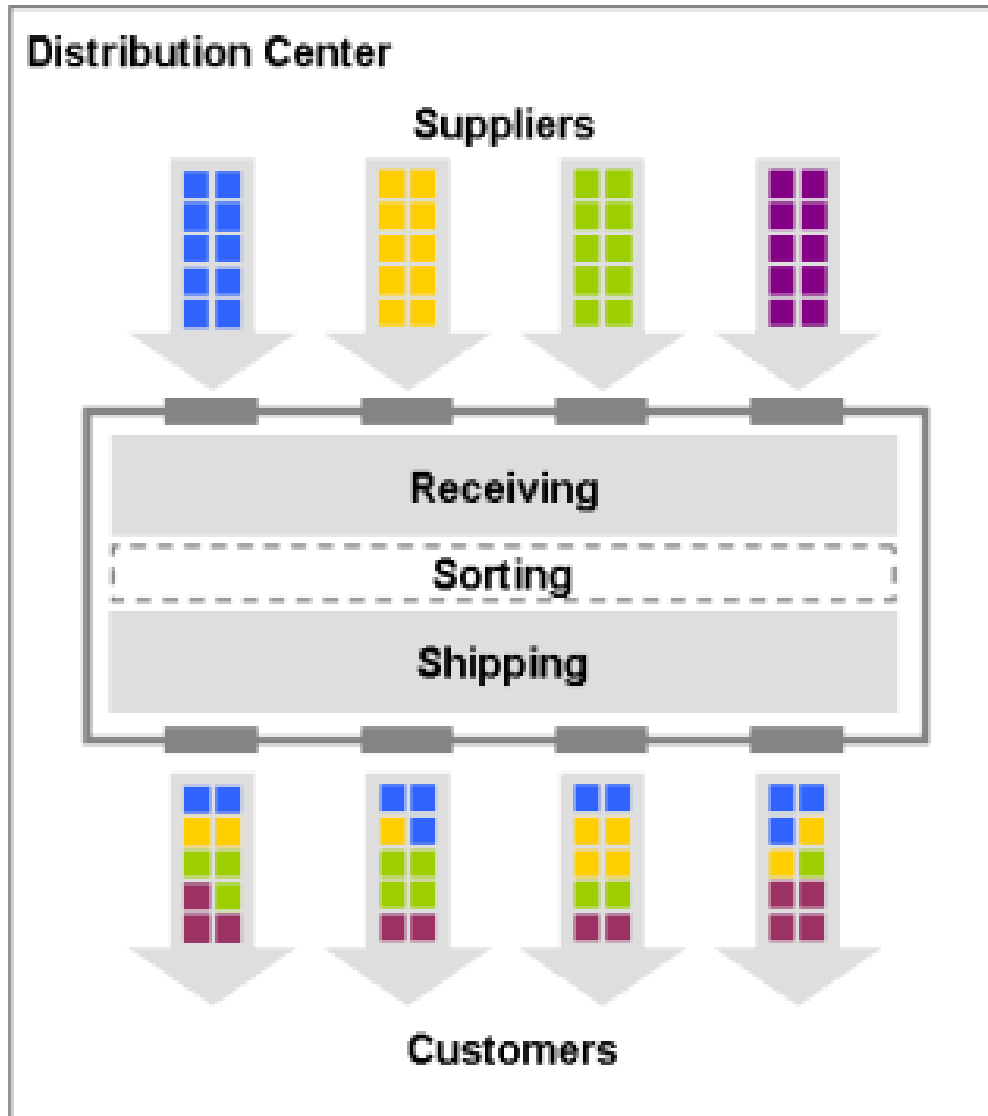 Distribution Center
Suppliers
Receiving
Sorting
Shipping
Customers